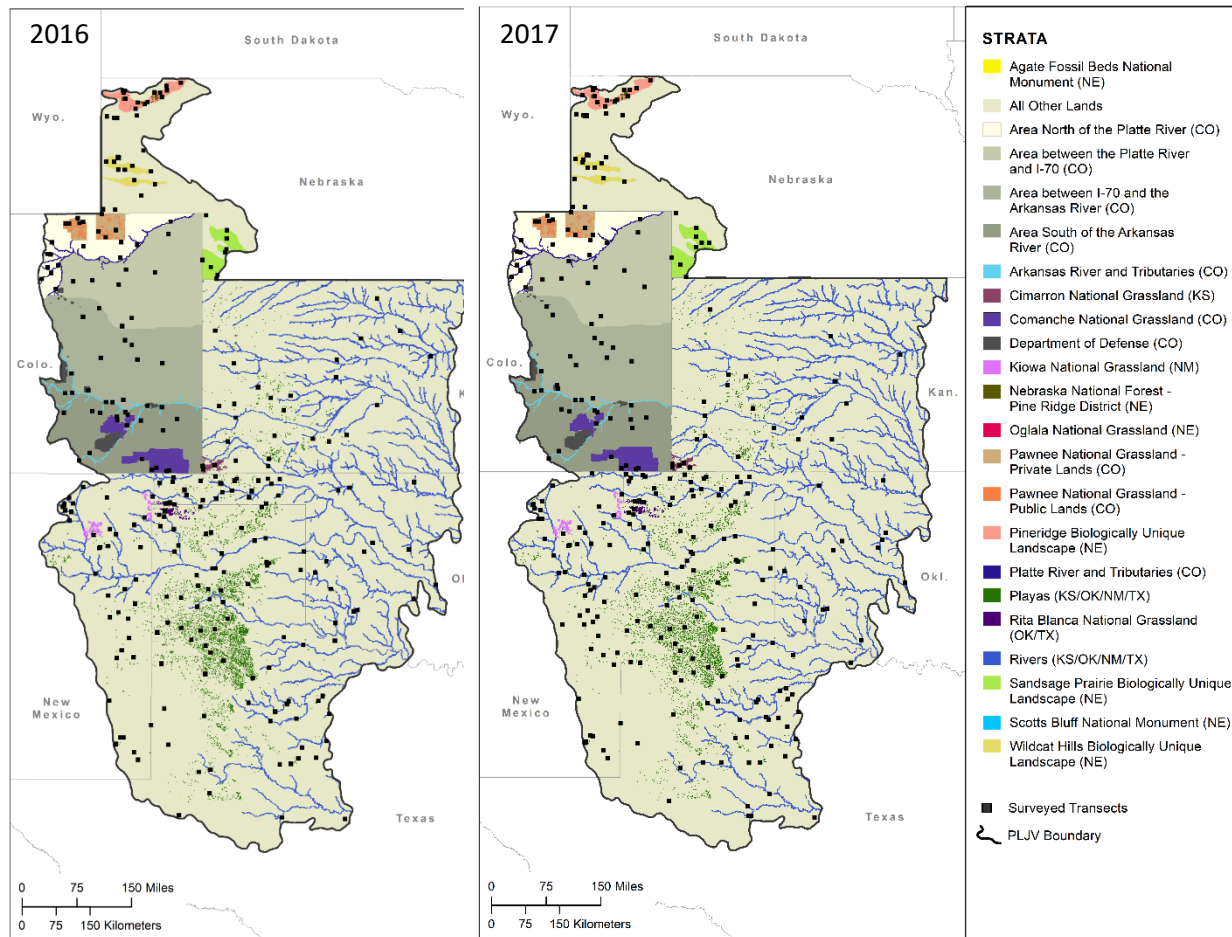 2016
South Dakota
Wyo.
Nebraska
Colo.
K
Ol
New
Mexico
Texas
0 75 150 Miles
0 75 150 Kilometers
2017
South Dakota
Wyo.
Nebraska
Colo.
Kan.
Okl.
New
Mexico
Texas
0 75 150 Miles
0 75 150 Kilometers
STRATA
Agate Fossil Beds National
Monument (NE)
All Other Lands
Area North of the Platte River (CO)
Area between the Platte River
and I-70 (CO)
Area between I-70 and the
Arkansas River (CO)
Area South of the Arkansas
River (CO)
Arkansas River and Tributaries (CO)
Cimarron National Grassland (KS)
Comanche National Grassland (CO)
Department of Defense (CO)
Kiowa National Grassland (NM)
Nebraska National Forest -
Pine Ridge District (NE)
Oglala National Grassland (NE)
Pawnee National Grassland -
Private Lands (CO)
Pawnee National Grassland -
Public Lands (CO)
Pineridge Biologically Unique
Landscape (NE)
Platte River and Tributaries (CO)
Playas (KS/OK/NM/TX)
Rita Blanca National Grassland
(OK/TX)
Rivers (KS/OK/NM/TX)
Sandsage Prairie Biologically Unique
Landscape (NE)
Scotts Bluff National Monument (NE)
Wildcat Hills Biologically Unique
Landscape (NE)
Surveyed Transects
PLJV Boundary